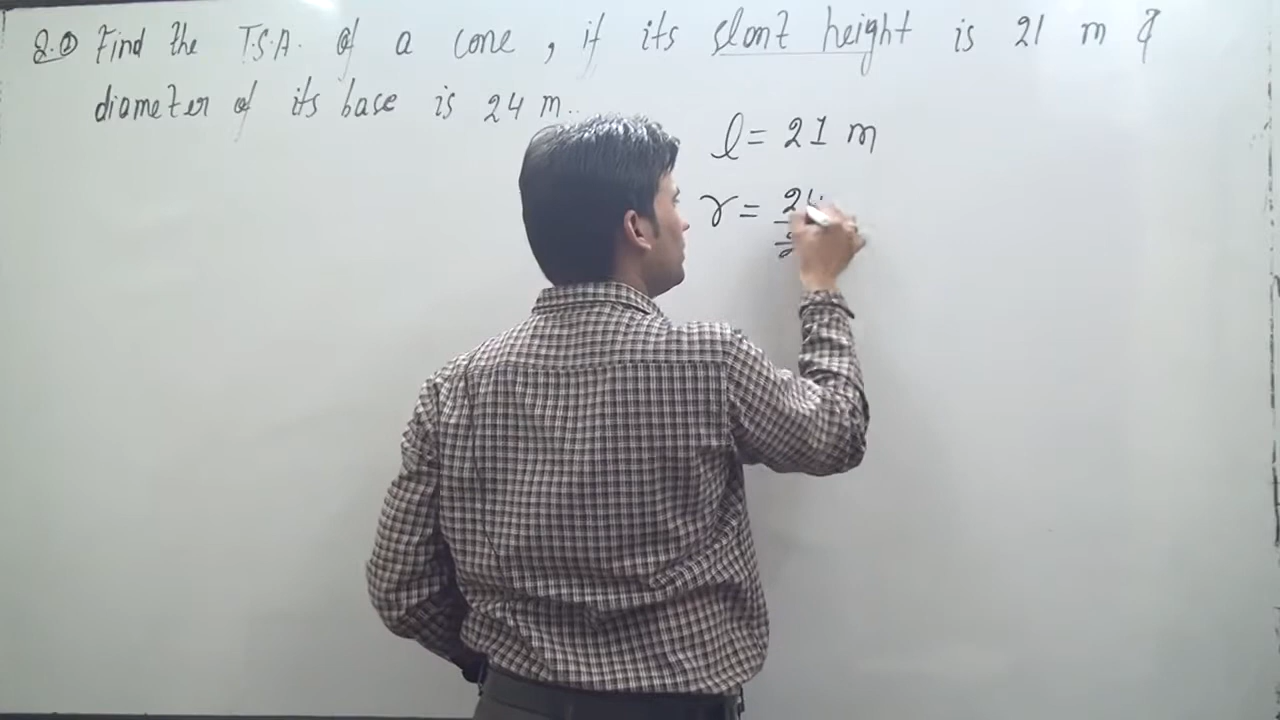 Q.① Find the T.S.A. of a cone, if its slant height is 21 m &
diameter of its base is 24 m.
l = 21 m
r = 24